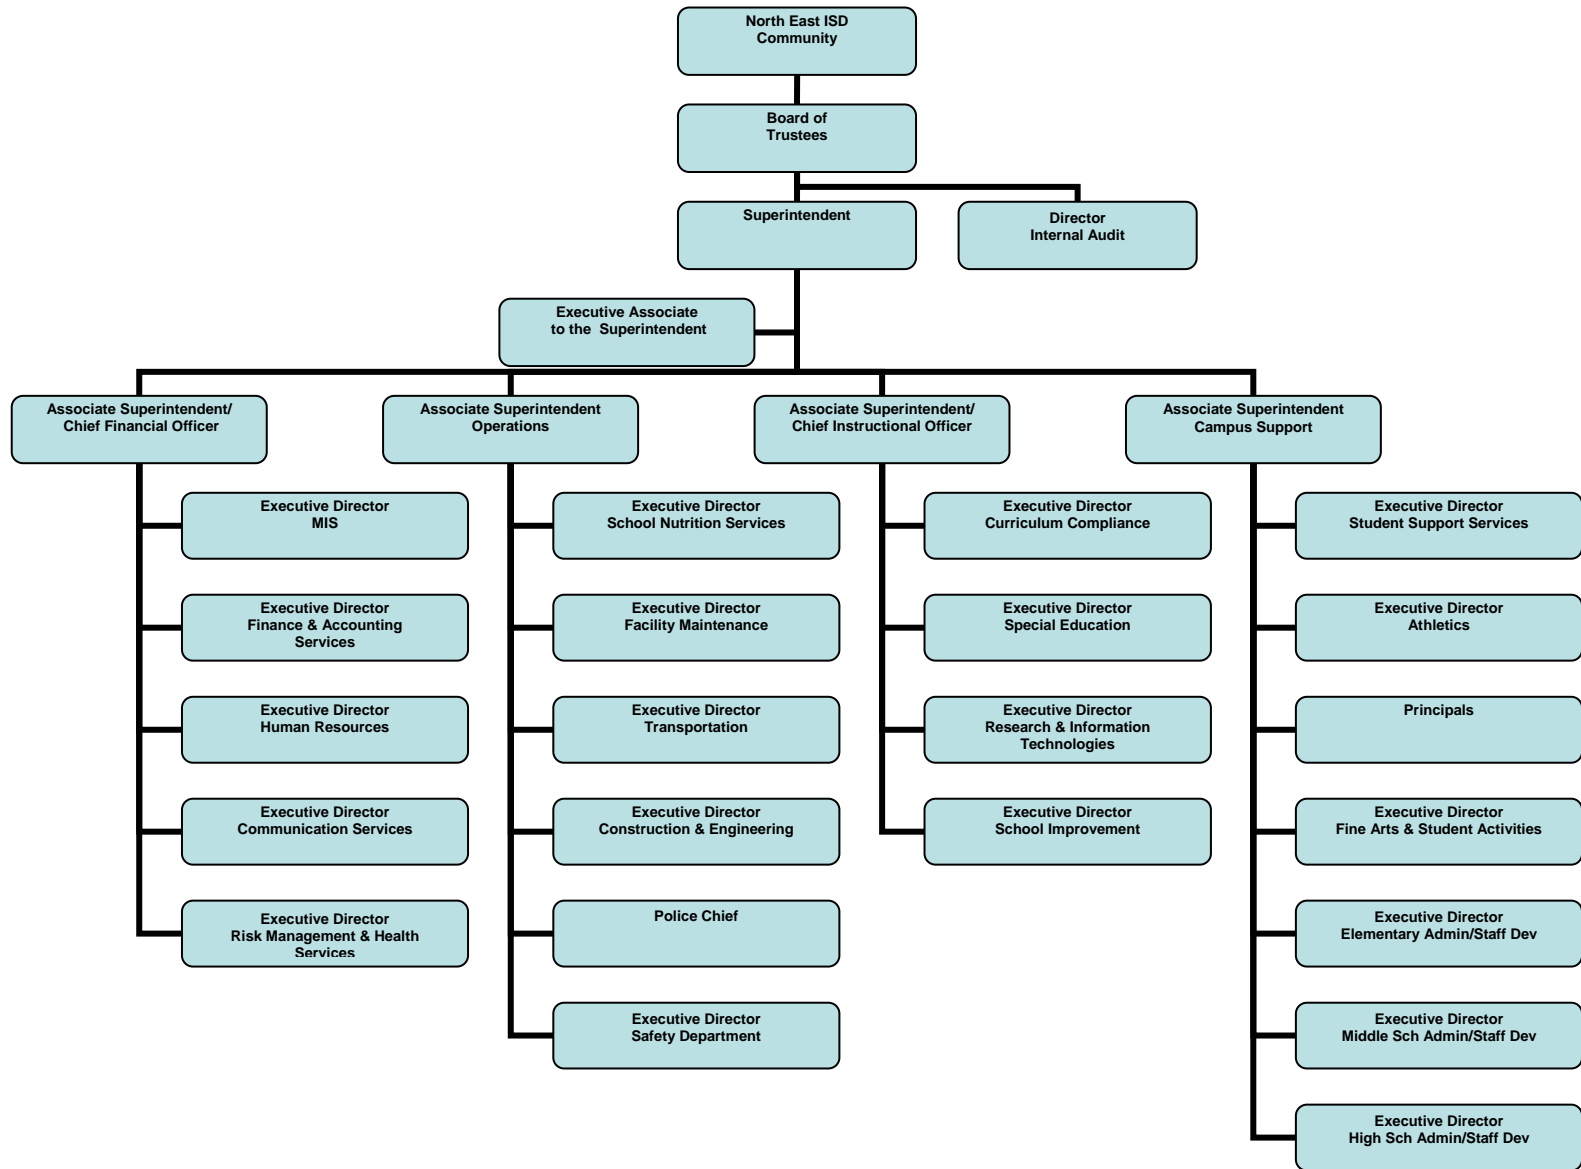 North East ISD
Community
Board of
Trustees
Superintendent
Director
Internal Audit
Executive Associate
to the Superintendent
Associate Superintendent/
Chief Financial Officer
Associate Superintendent
Operations
Associate Superintendent/
Chief Instructional Officer
Associate Superintendent
Campus Support
Executive Director
MIS
Executive Director
School Nutrition Services
Executive Director
Curriculum Compliance
Executive Director
Student Support Services
Executive Director
Finance & Accounting
Services
Executive Director
Facility Maintenance
Executive Director
Special Education
Executive Director
Athletics
Executive Director
Human Resources
Executive Director
Transportation
Executive Director
Research & Information
Technologies
Principals
Executive Director
Communication Services
Executive Director
Construction & Engineering
Executive Director
School Improvement
Executive Director
Fine Arts & Student Activities
Executive Director
Risk Management & Health
Services
Police Chief
Executive Director
Elementary Admin/Staff Dev
Executive Director
Safety Department
Executive Director
Middle Sch Admin/Staff Dev
Executive Director
High Sch Admin/Staff Dev